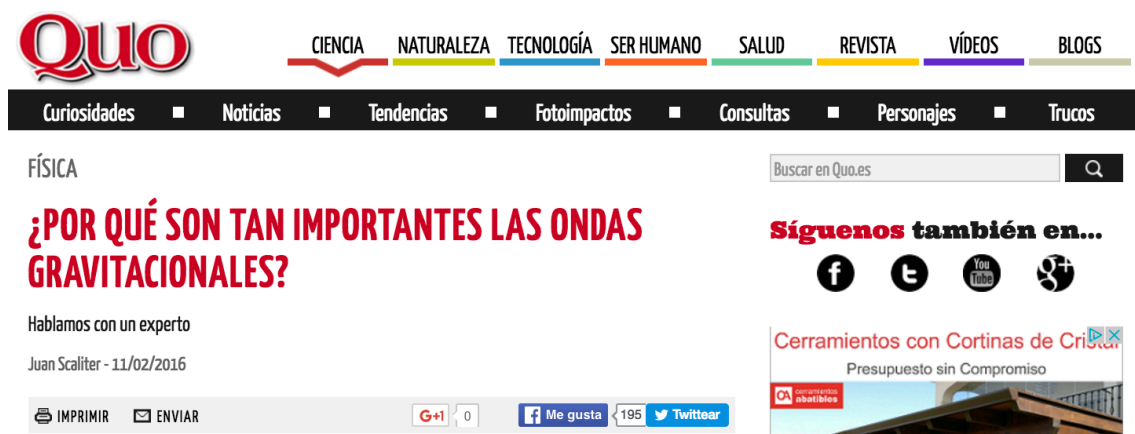 Quo
CIENCIA NATURALEZA TECNOLOGÍA SER HUMANO SALUD REVISTA VÍDEOS BLOGS
Curiosidades Noticias Tendencias Fotoimpactos Consultas Personajes Trucos
FÍSICA
Buscar en Quo.es
¿POR QUÉ SON TAN IMPORTANTES LAS ONDAS
GRAVITACIONALES?
Hablamos con un experto
Juan Scaliter - 11/02/2016
IMPRIMIR ENVIAR G+1 0 Me gusta 195 Twittear
Síguenos también en...
f t You Tube g+
Cerramientos con Cortinas de Cristal
Presupuesto sin Compromiso
CA cerramientos
abatibles